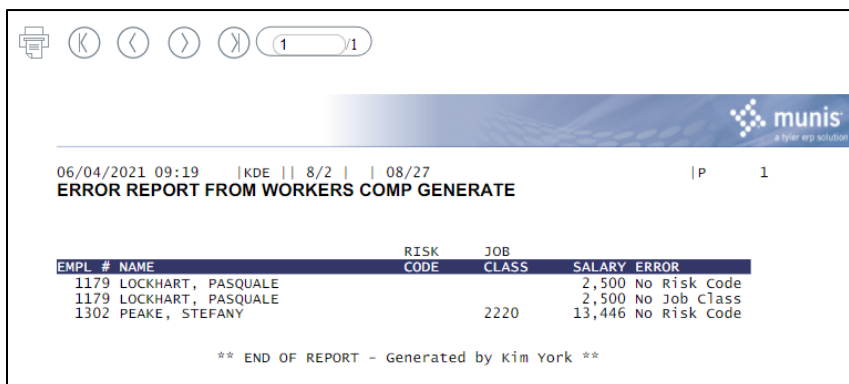 1 /1
munis
a tyler erp solution
06/04/2021 09:19 |KDE || 8/2 | | 08/27 |P 1
ERROR REPORT FROM WORKERS COMP GENERATE
RISK JOB
EMPL # NAME CODE CLASS SALARY ERROR
1179 LOCKHART, PASQUALE 2,500 No Risk Code
1179 LOCKHART, PASQUALE 2,500 No Job Class
1302 PEAKE, STEFANY 2220 13,446 No Risk Code
** END OF REPORT - Generated by Kim York **